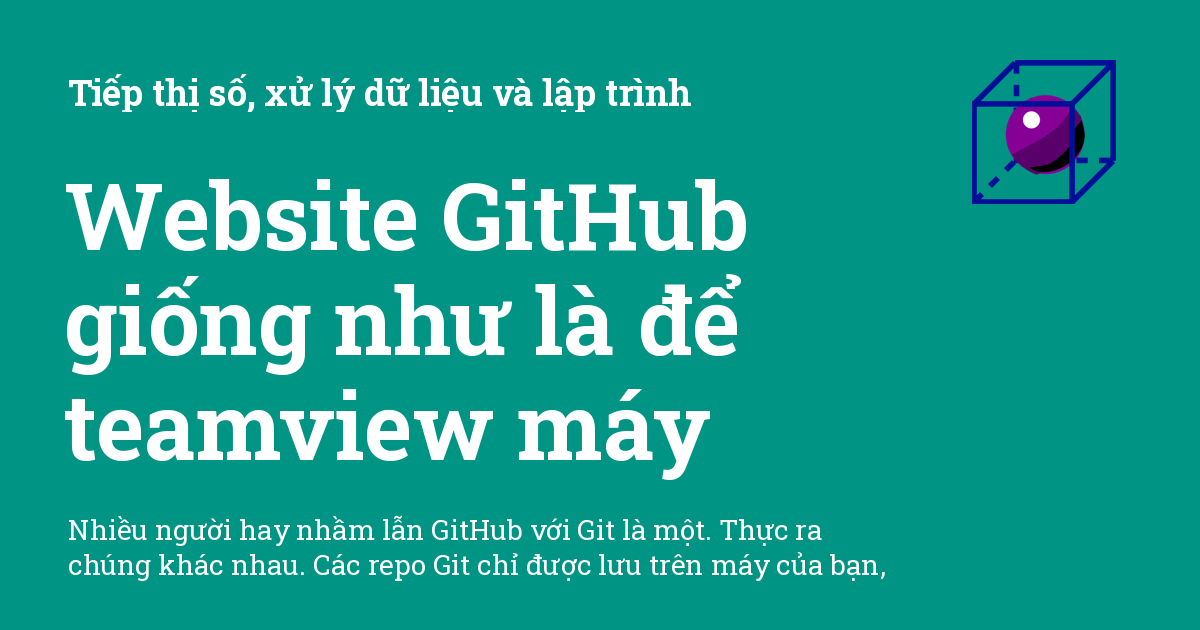 Tiếp thị số, xử lý dữ liệu và lập trình
Website GitHub
giống như là để
teamview máy
Nhiều người hay nhầm lẫn GitHub với Git là một. Thực ra
chúng khác nhau. Các repo Git chỉ được lưu trên máy của bạn,